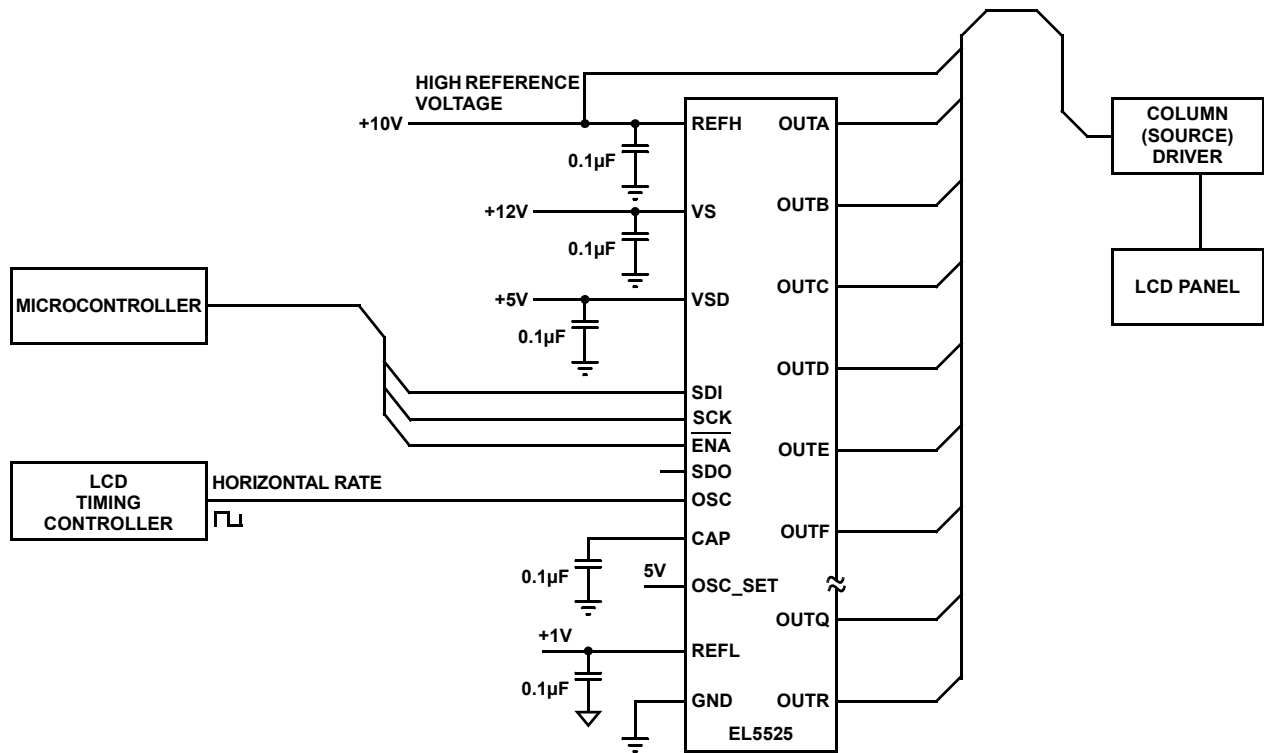 HIGH REFERENCE
VOLTAGE
+10V
REFH
OUTA
0.1µF
COLUMN
(SOURCE)
DRIVER
+12V
VS
OUTB
0.1µF
MICROCONTROLLER
+5V
VSD
OUTC
0.1µF
LCD PANEL
OUTD
SDI
SCK
ENA
OUTE
SDO
LCD
TIMING
CONTROLLER
HORIZONTAL RATE
OSC
CAP
OUTF
0.1µF
5V
OSC_SET
≈
OUTQ
+1V
REFL
0.1µF
GND
OUTR
EL5525